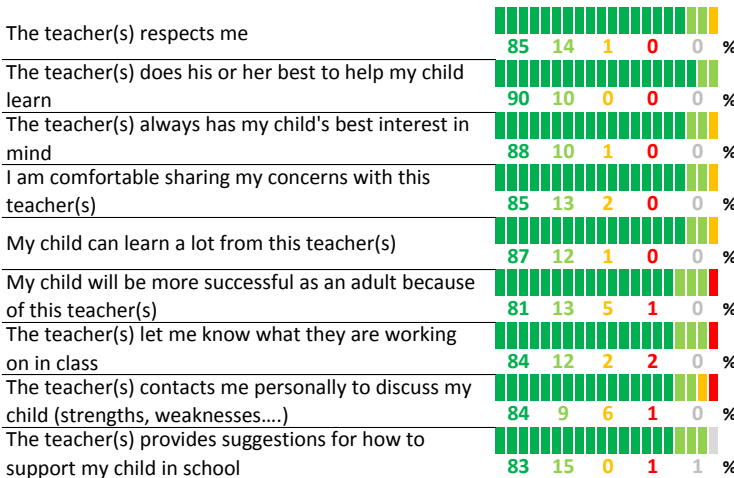 The teacher(s) respects me
85 14 1 0 0 %
The teacher(s) does his or her best to help my child
learn
90 10 0 0 0 %
The teacher(s) always has my child's best interest in
mind
88 10 1 0 0 %
I am comfortable sharing my concerns with this
teacher(s)
85 13 2 0 0 %
My child can learn a lot from this teacher(s)
87 12 1 0 0 %
My child will be more successful as an adult because
of this teacher(s)
81 13 5 1 0 %
The teacher(s) let me know what they are working
on in class
84 12 2 2 0 %
The teacher(s) contacts me personally to discuss my
child (strengths, weaknesses....)
84 9 6 1 0 %
The teacher(s) provides suggestions for how to
support my child in school
83 15 0 1 1 %